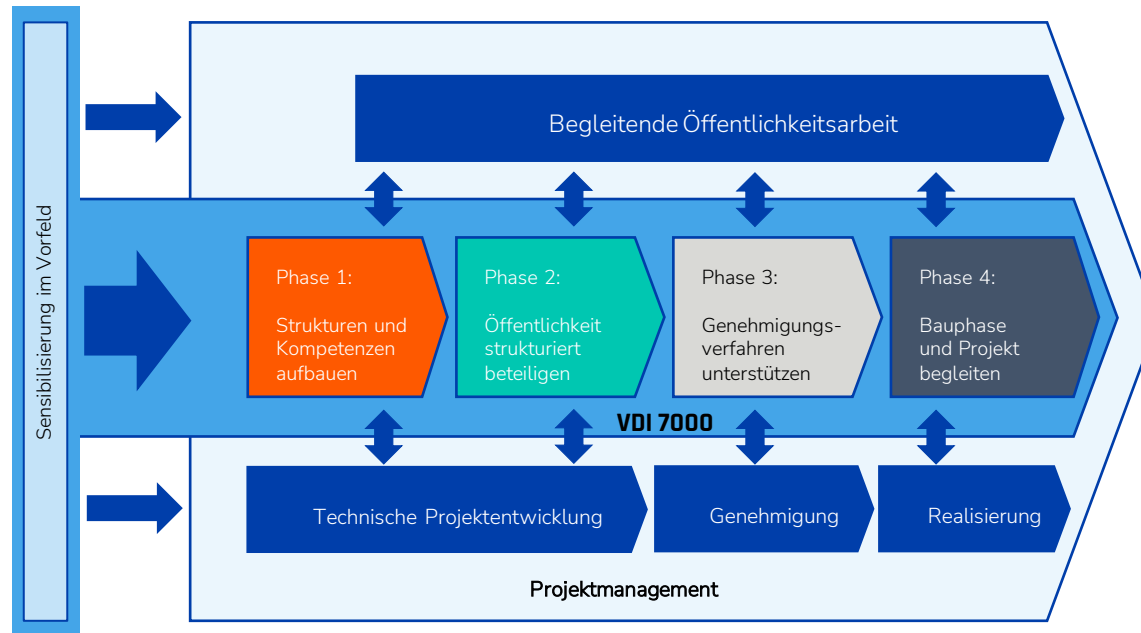 Sensibilisierung im Vorfeld
Begleitende Öffentlichkeitsarbeit
Phase 1:
Strukturen und
Kompetenzen
aufbauen
Phase 2:
Öffentlichkeit
strukturiert
beteiligen
Phase 3:
Genehmigungs-
verfahren
unterstützen
Phase 4:
Bauphase
und Projekt
begleiten
VDI 7000
Technische Projektentwicklung
Genehmigung
Realisierung
Projektmanagement